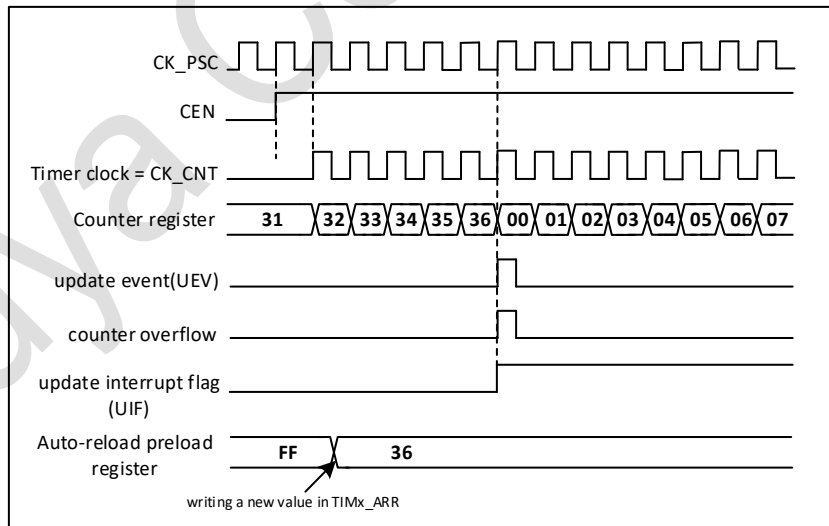 CK_PSC
CEN
Timer clock = CK_CNT
Counter register
31 32 33 34 35 36 00 01 02 03 04 05 06 07
update event(UEV)
counter overflow
update interrupt flag
(UIF)
Auto-reload preload
register
FF 36
writing a new value in TIMx_ARR